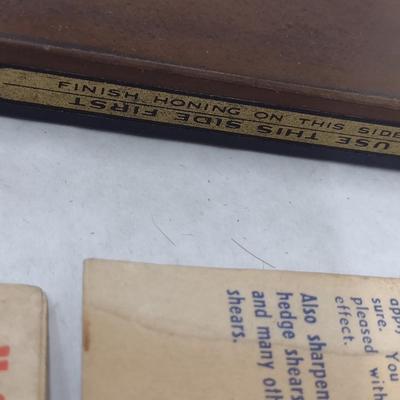 FINISH HONING ON THIS SIDE
USE THIS SIDE FIRST
You
sure.
pleased with
effect.
Also sharpen
hedge shears
and many oth
shears.